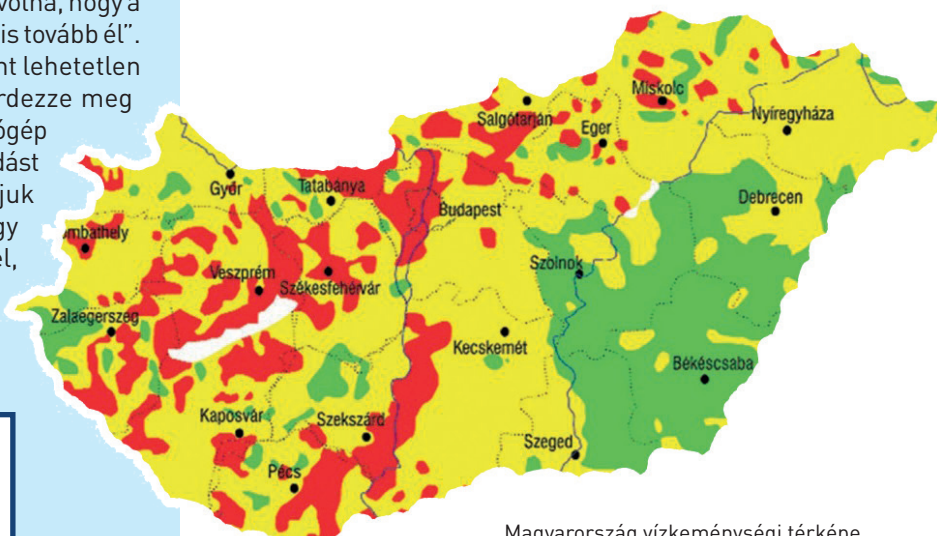 volna, hogy a
is tovább él”.
nt lehetetlen
rdezze meg
ógép
dást
juk
gy
el,
Miskolc
Salgótarján
Nyíregyháza
Eger
Győr
Tatabánya
Debrecen
Budapest
mbathely
Szolnok
Veszprém
Székesfehérvár
Zalaegerszeg
Kecskemét
Békéscsaba
Kaposvár
Szekszárd
Szeged
Pécs
Magyarország vízkeménységi térképe